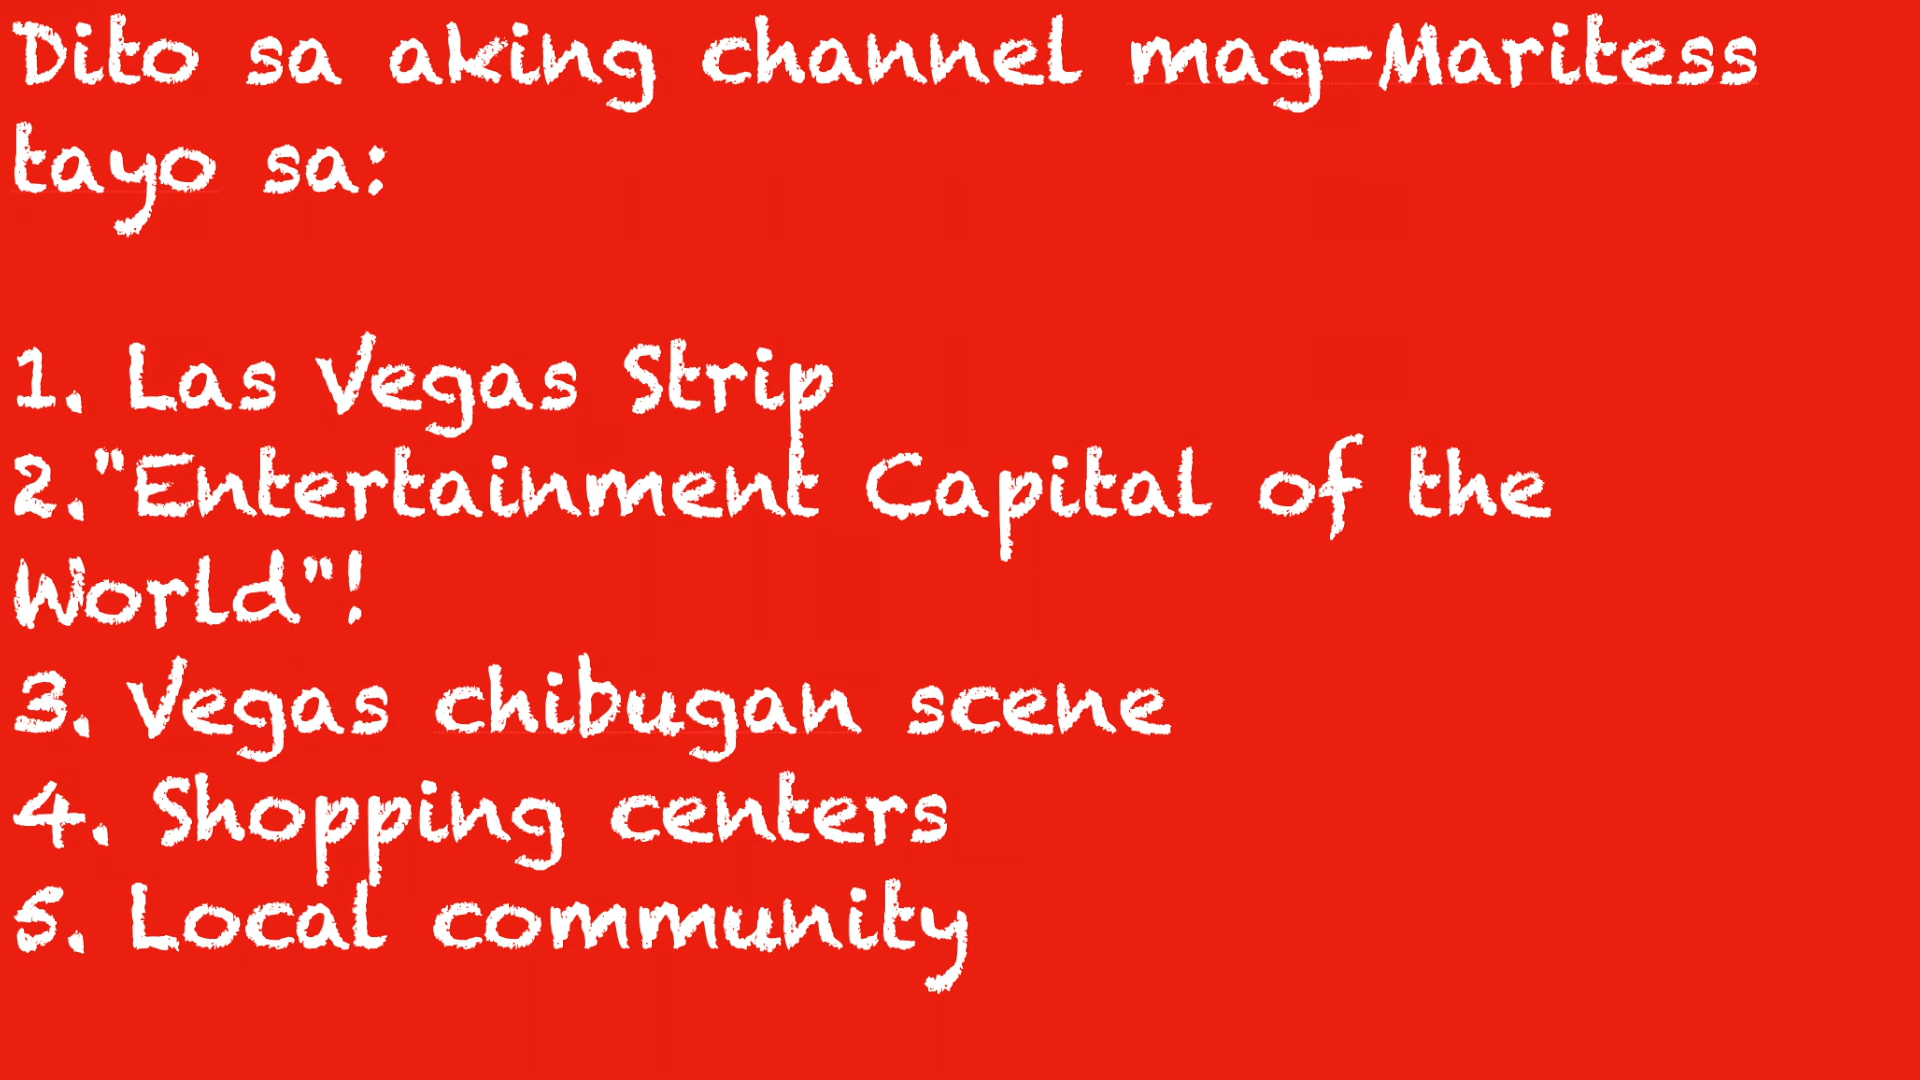 Dito sa aking channel mag-Maritess
tayo sa:
1. Las Vegas Strip
2."Entertainment Capital of the
World"!
3. Vegas chibugan scene
4. Shopping centers
5. Local community